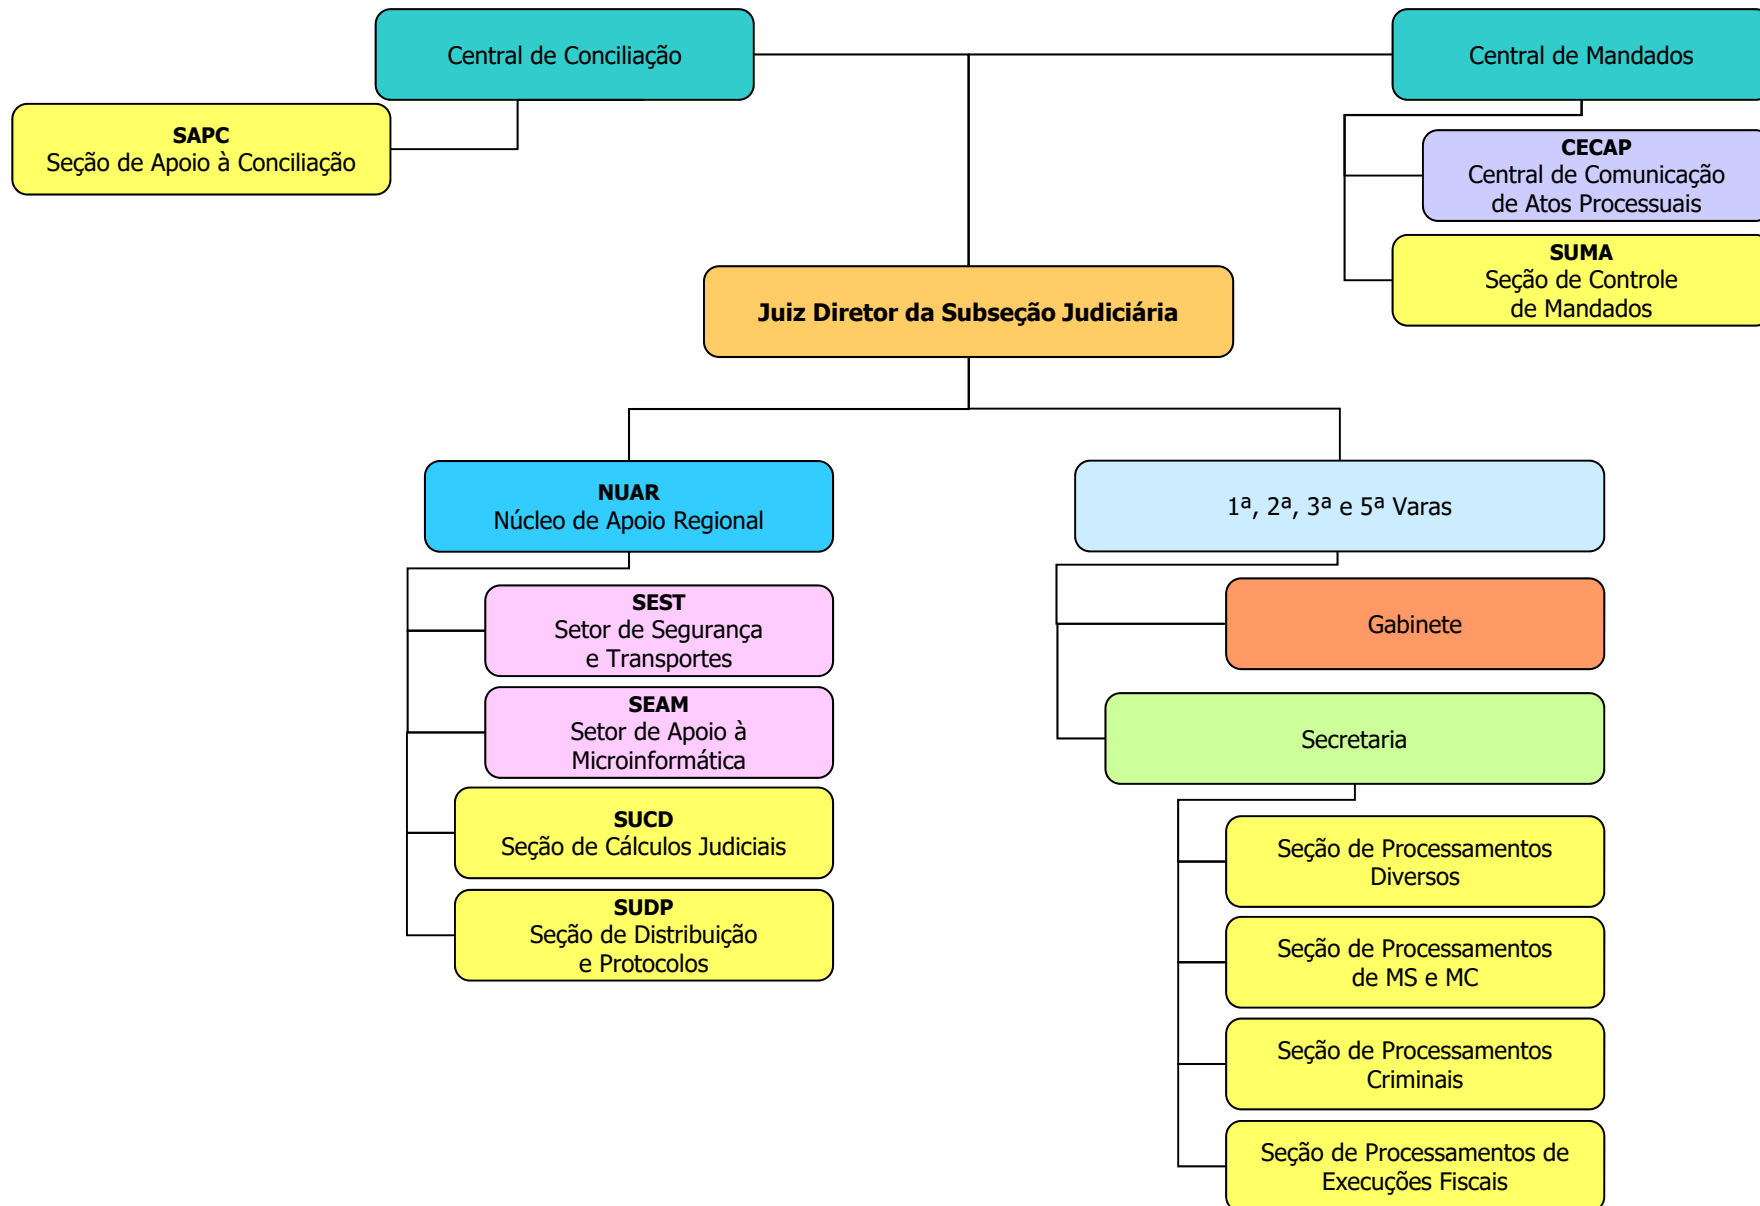 Central de Conciliação
Central de Mandados
SAPC
Seção de Apoio à Conciliação
CECAP
Central de Comunicação
de Atos Processuais
SUMA
Seção de Controle
de Mandados
Juiz Diretor da Subseção Judiciária
NUAR
Núcleo de Apoio Regional
SEST
Setor de Segurança
e Transportes
SEAM
Setor de Apoio à
Microinformática
SUCD
Seção de Cálculos Judiciais
SUDP
Seção de Distribuição
e Protocolos
1ª, 2ª, 3ª e 5ª Varas
Gabinete
Secretaria
Seção de Processamentos
Diversos
Seção de Processamentos
de MS e MC
Seção de Processamentos
Criminais
Seção de Processamentos de
Execuções Fiscais